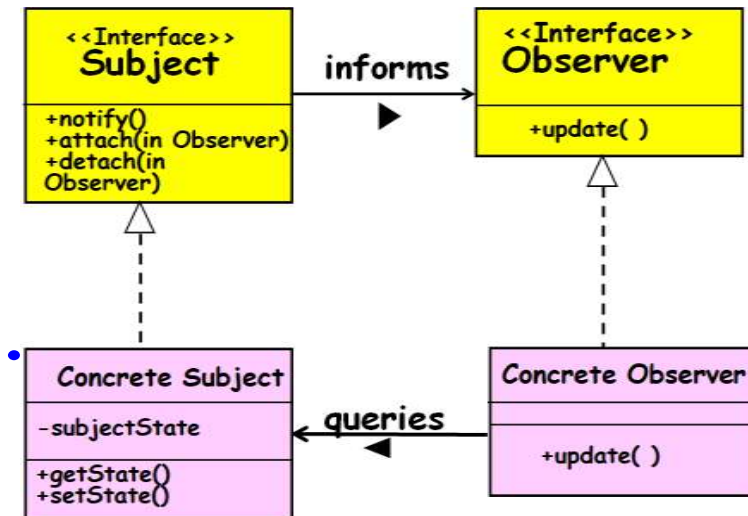 <<Interface>>
Subject
+notify()
+attach(in Observer)
+detach(in
Observer)
informs
<<Interface>>
Observer
+update( )
Concrete Subject
-subjectState
+getState()
+setState()
queries
Concrete Observer
+update( )